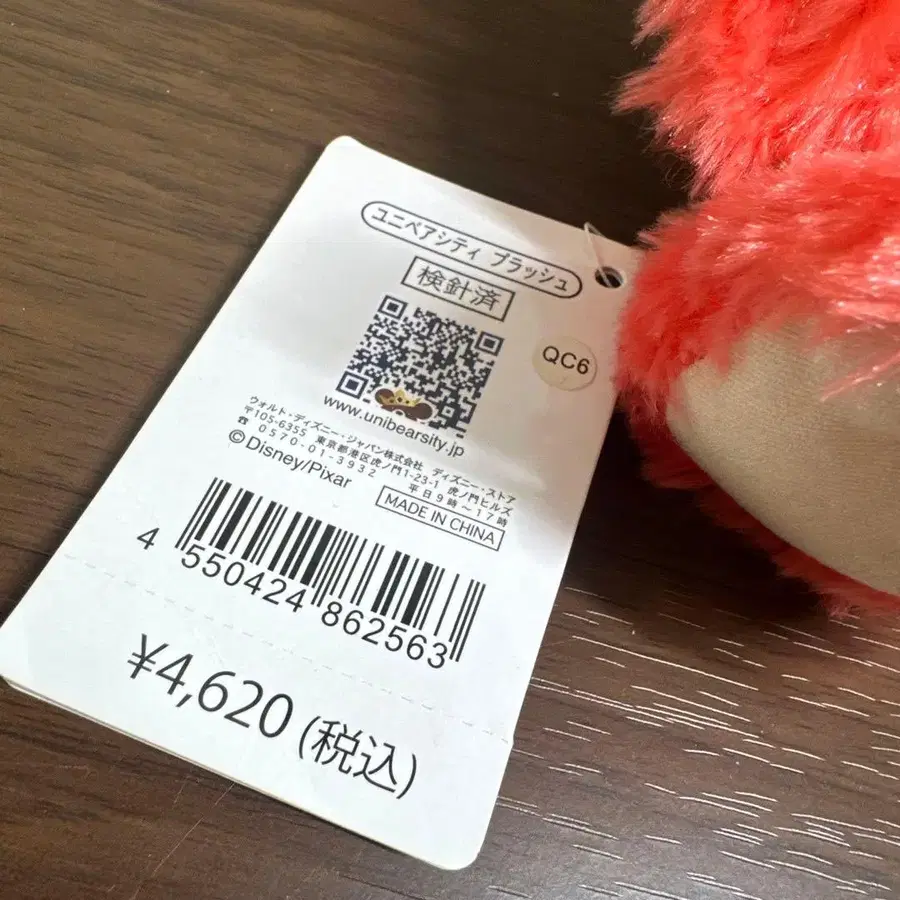 ユニベアシティ プラッシュ
検針済
QC6
www.unibearsity.jp
ウォルト・ディズニー・ジャパン株式会社 ディズニー・ストア
〒105-6355 東京都港区虎ノ門1-23-1 虎ノ門ヒルズ
☎ 0570-01-3932 平日9時～17時
©Disney/Pixar
MADE IN CHINA
4 550424 862563
¥4,620 (税込)